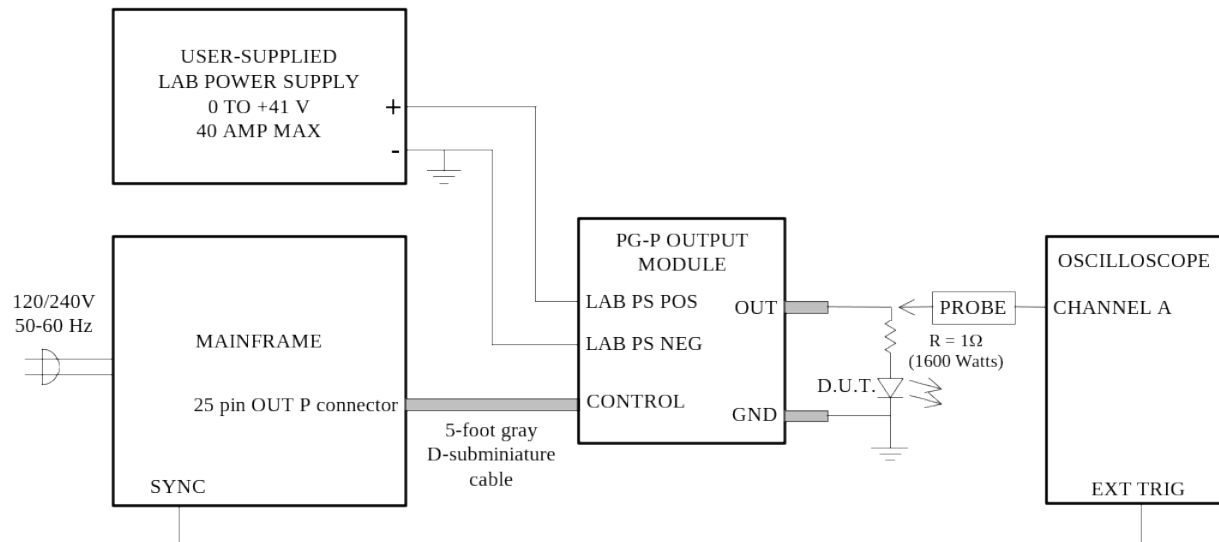 USER-SUPPLIED
LAB POWER SUPPLY
0 TO +41 V
40 AMP MAX
+
-
120/240V
50-60 Hz
MAINFRAME
25 pin OUT P connector
SYNC
5-foot gray
D-subminiature
cable
PG-P OUTPUT
MODULE
LAB PS POS
LAB PS NEG
CONTROL
OUT
GND
PROBE
R = 1Ω
(1600 Watts)
D.U.T.
OSCILLOSCOPE
CHANNEL A
EXT TRIG